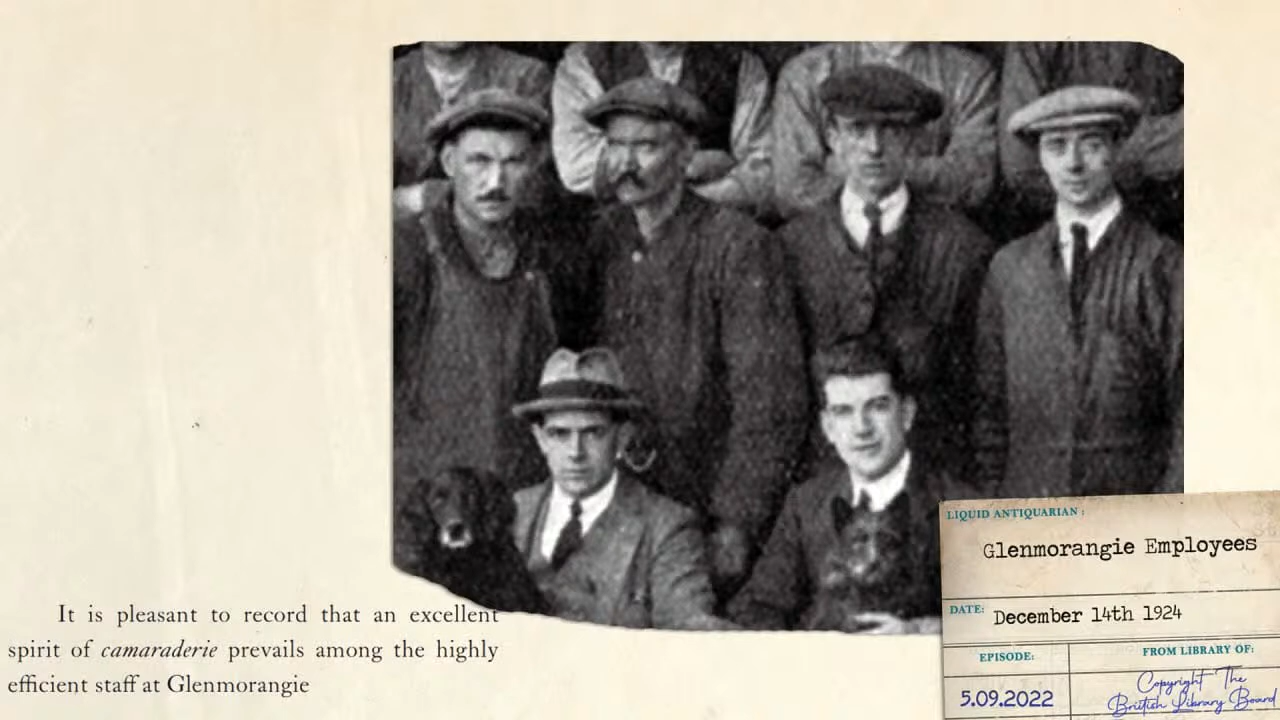 It is pleasant to record that an excellent
spirit of camaraderie prevails among the highly
efficient staff at Glenmorangie
LIQUID ANTIQUARIAN :
Glenmorangie Employees
DATE: December 14th 1924
EPISODE:
5.09.2022
FROM LIBRARY OF:
Copyright The
British Library Board